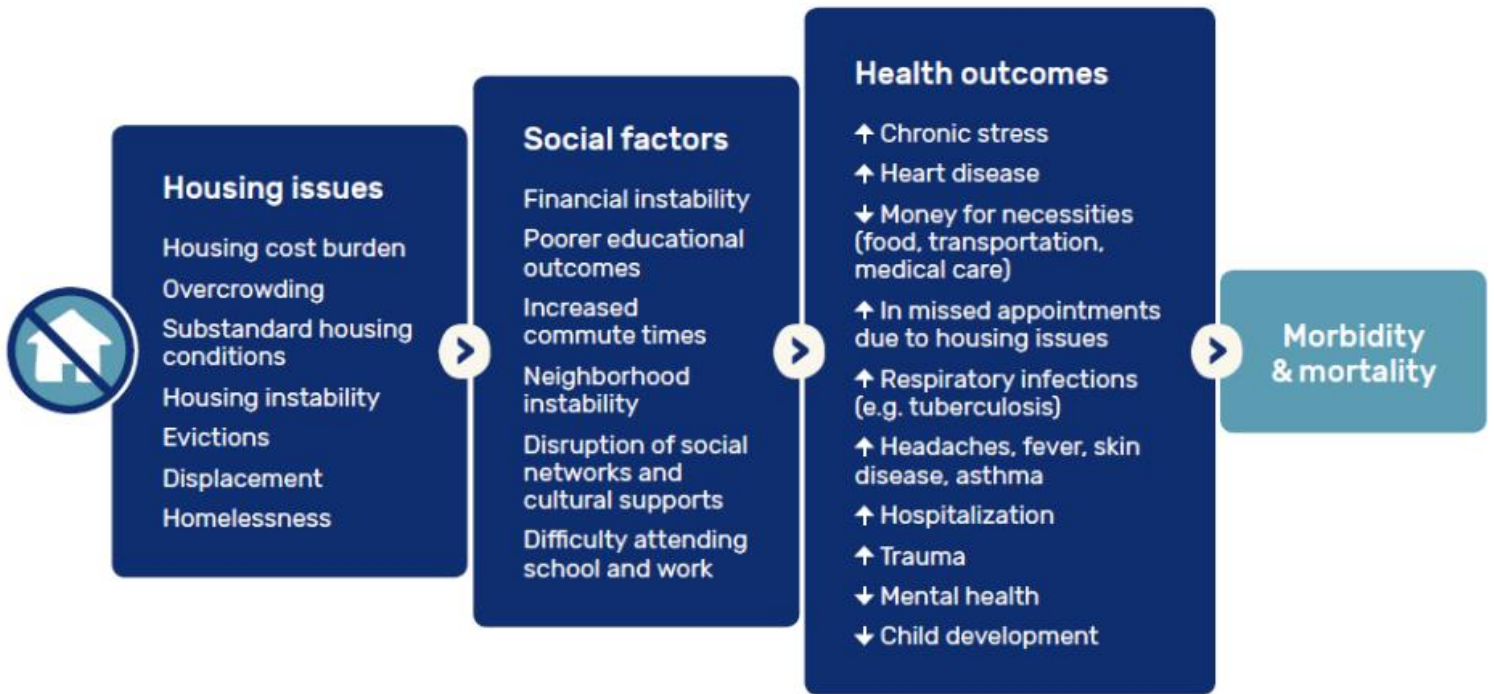 Housing issues
Housing cost burden
Overcrowding
Substandard housing
conditions
Housing instability
Evictions
Displacement
Homelessness
>
Social factors
Financial instability
Poorer educational
outcomes
Increased
commute times
Neighborhood
instability
Disruption of social
networks and
cultural supports
Difficulty attending
school and work
>
Health outcomes
↑ Chronic stress
↑ Heart disease
↓ Money for necessities
(food, transportation,
medical care)
↑ In missed appointments
due to housing issues
↑ Respiratory infections
(e.g. tuberculosis)
↑ Headaches, fever, skin
disease, asthma
↑ Hospitalization
↑ Trauma
↓ Mental health
↓ Child development
>
Morbidity
& mortality